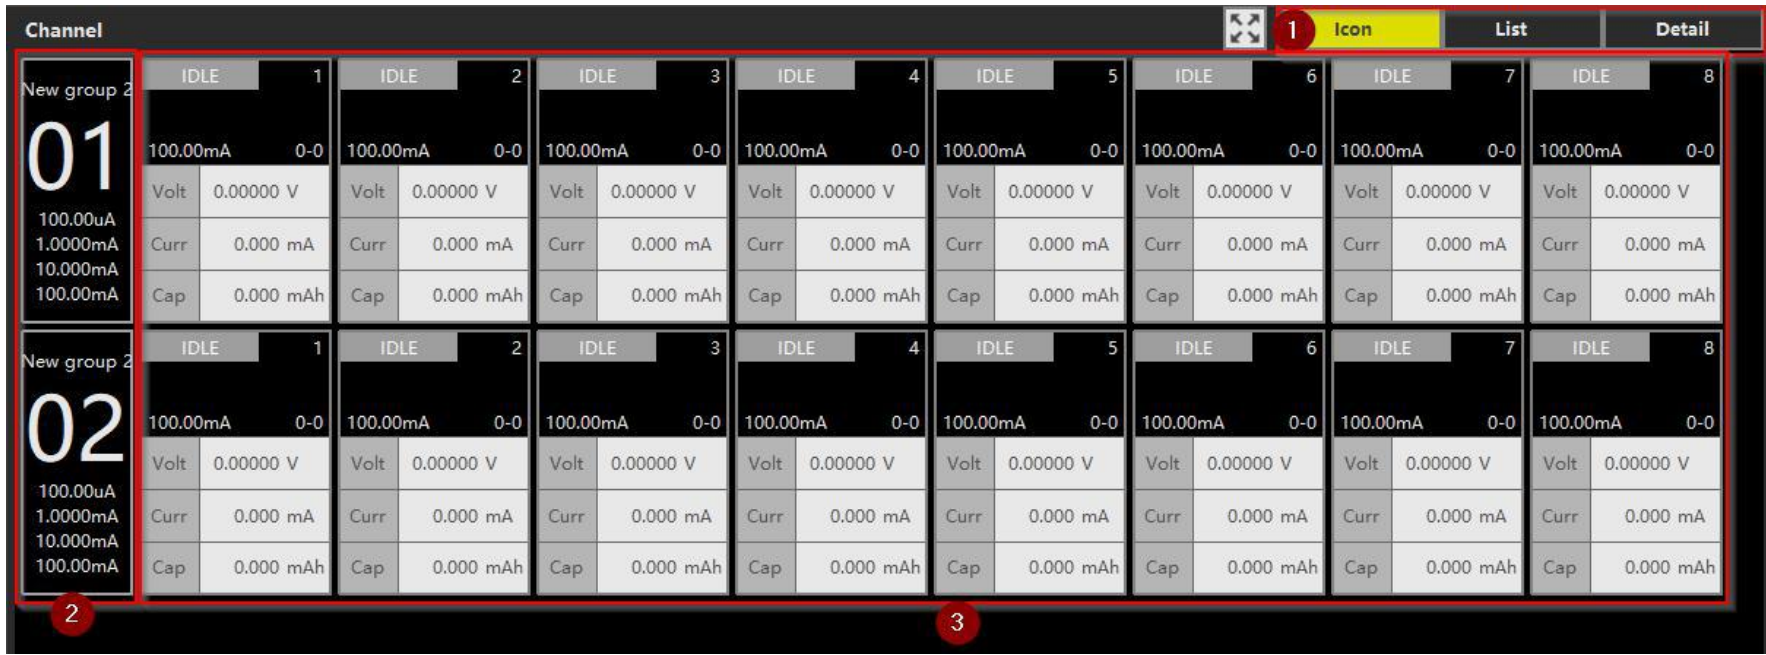 Channel 1 Icon List Detail
New group 2 IDLE 1 IDLE 2 IDLE 3 IDLE 4 IDLE 5 IDLE 6 IDLE 7 IDLE 8
01
100.00mA 0-0 100.00mA 0-0 100.00mA 0-0 100.00mA 0-0 100.00mA 0-0 100.00mA 0-0 100.00mA 0-0 100.00mA 0-0
Volt 0.00000 V Volt 0.00000 V Volt 0.00000 V Volt 0.00000 V Volt 0.00000 V Volt 0.00000 V Volt 0.00000 V Volt 0.00000 V
100.00uA
1.0000mA Curr 0.000 mA Curr 0.000 mA Curr 0.000 mA Curr 0.000 mA Curr 0.000 mA Curr 0.000 mA Curr 0.000 mA Curr 0.000 mA
10.000mA
100.00mA Cap 0.000 mAh Cap 0.000 mAh Cap 0.000 mAh Cap 0.000 mAh Cap 0.000 mAh Cap 0.000 mAh Cap 0.000 mAh Cap 0.000 mAh
New group 2 IDLE 1 IDLE 2 IDLE 3 IDLE 4 IDLE 5 IDLE 6 IDLE 7 IDLE 8
02
100.00mA 0-0 100.00mA 0-0 100.00mA 0-0 100.00mA 0-0 100.00mA 0-0 100.00mA 0-0 100.00mA 0-0 100.00mA 0-0
Volt 0.00000 V Volt 0.00000 V Volt 0.00000 V Volt 0.00000 V Volt 0.00000 V Volt 0.00000 V Volt 0.00000 V Volt 0.00000 V
100.00uA
1.0000mA Curr 0.000 mA Curr 0.000 mA Curr 0.000 mA Curr 0.000 mA Curr 0.000 mA Curr 0.000 mA Curr 0.000 mA Curr 0.000 mA
10.000mA
100.00mA Cap 0.000 mAh Cap 0.000 mAh Cap 0.000 mAh Cap 0.000 mAh Cap 0.000 mAh Cap 0.000 mAh Cap 0.000 mAh Cap 0.000 mAh
2 3